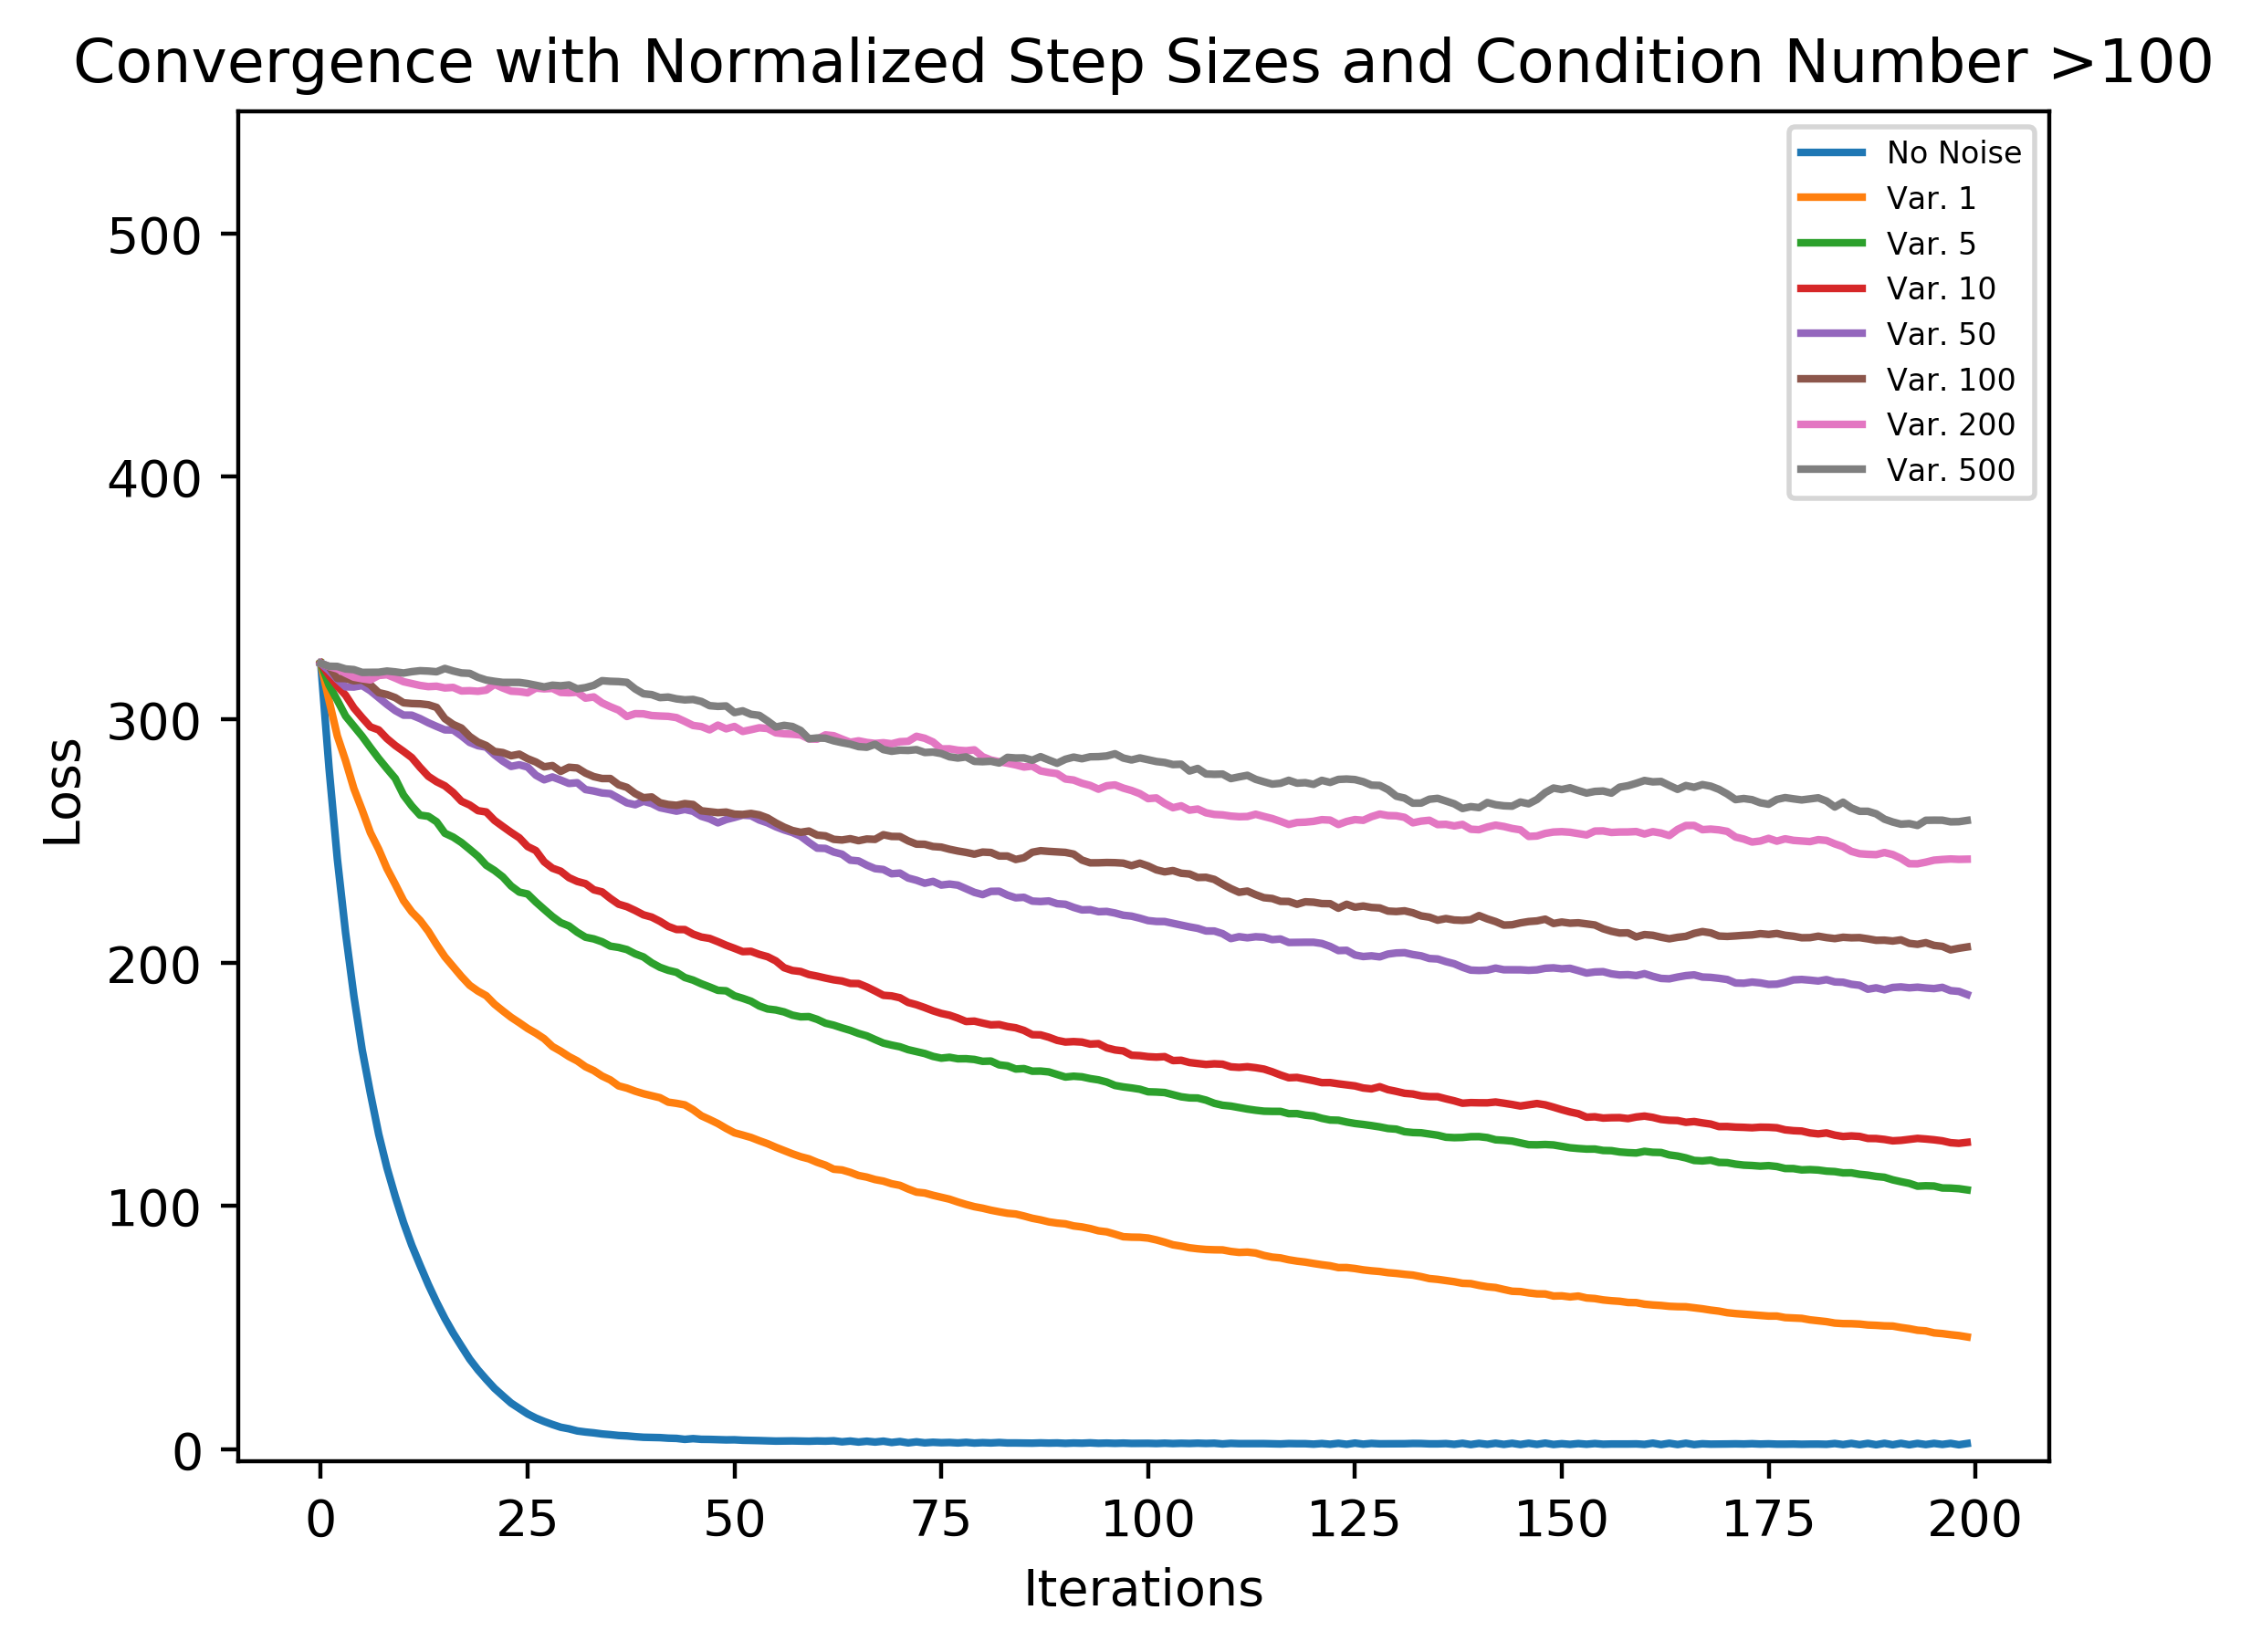 Convergence with Normalized Step Sizes and Condition Number >100
No Noise
Var. 1
Var. 5
Var. 10
Var. 50
Var. 100
Var. 200
Var. 500
500
400
300
200
100
0
Loss
0 25 50 75 100 125 150 175 200
Iterations